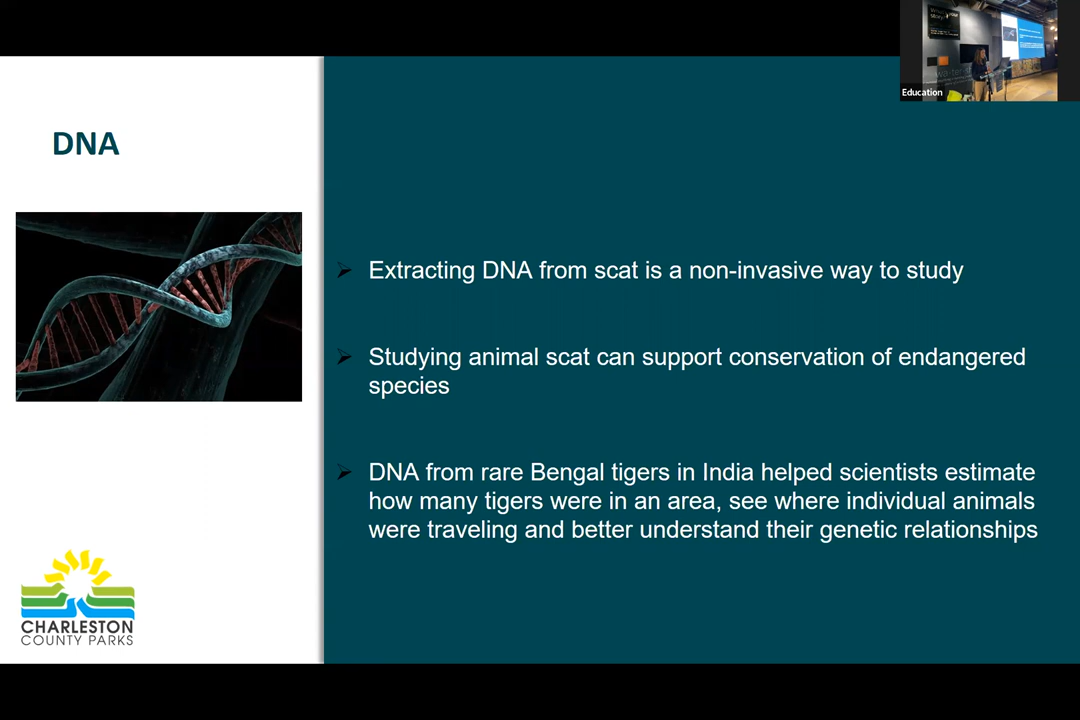 DNA
Extracting DNA from scat is a non-invasive way to study
Studying animal scat can support conservation of endangered
species
DNA from rare Bengal tigers in India helped scientists estimate
how many tigers were in an area, see where individual animals
were traveling and better understand their genetic relationships
CHARLESTON
COUNTY PARKS
Education